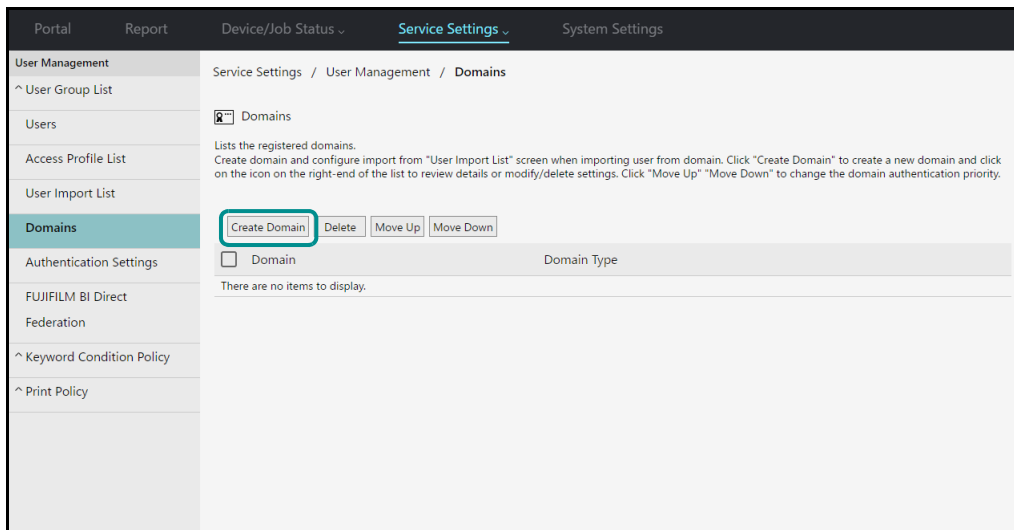 Portal Report Device/Job Status Service Settings System Settings
User Management
User Group List
Users
Access Profile List
User Import List
Domains
Authentication Settings
FUJIFILM BI Direct
Federation
Keyword Condition Policy
Print Policy
Service Settings / User Management / Domains
Domains
Lists the registered domains.
Create domain and configure import from "User Import List" screen when importing user from domain. Click "Create Domain" to create a new domain and click
on the icon on the right-end of the list to review details or modify/delete settings. Click "Move Up" "Move Down" to change the domain authentication priority.
Create Domain Delete Move Up Move Down
Domain Domain Type
There are no items to display.